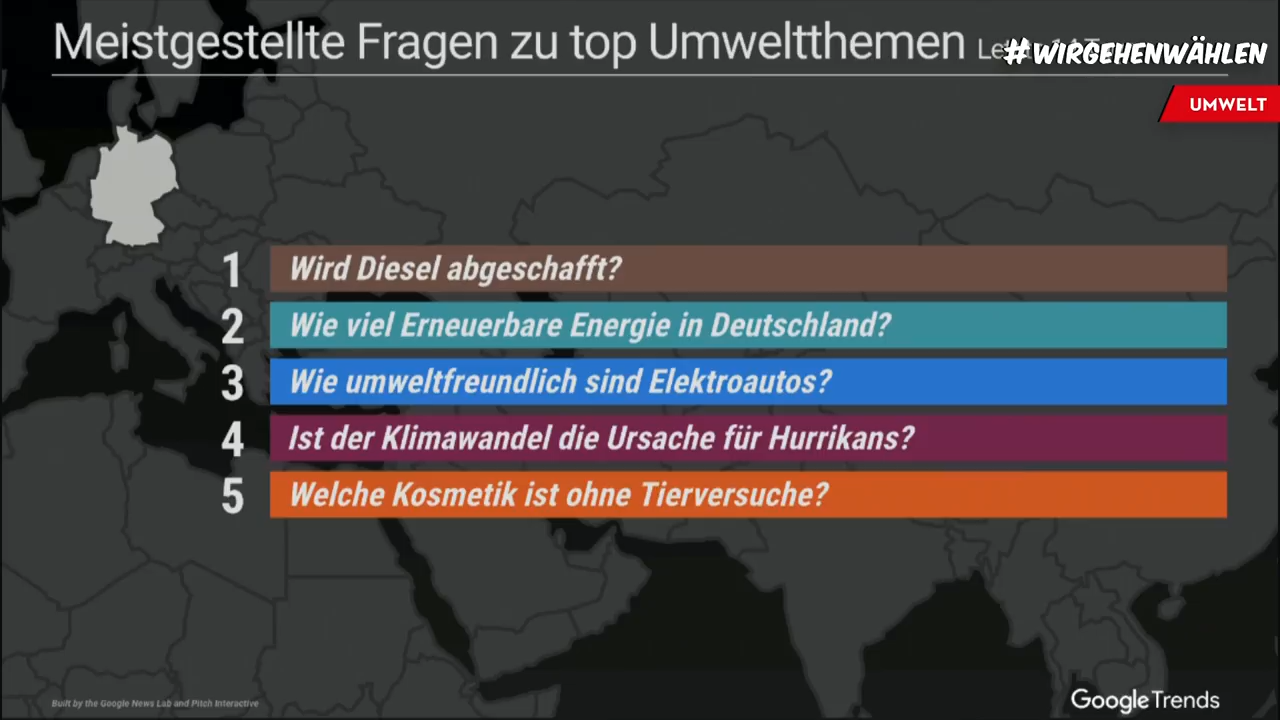 Meistgestellte Fragen zu top Umweltthemen
#WIRGEHENWÄHLEN
UMWELT
1 Wird Diesel abgeschafft?
2 Wie viel Erneuerbare Energie in Deutschland?
3 Wie umweltfreundlich sind Elektroautos?
4 Ist der Klimawandel die Ursache für Hurrikans?
5 Welche Kosmetik ist ohne Tierversuche?
Built by the Google News Lab and Pitch Interactive
Google Trends